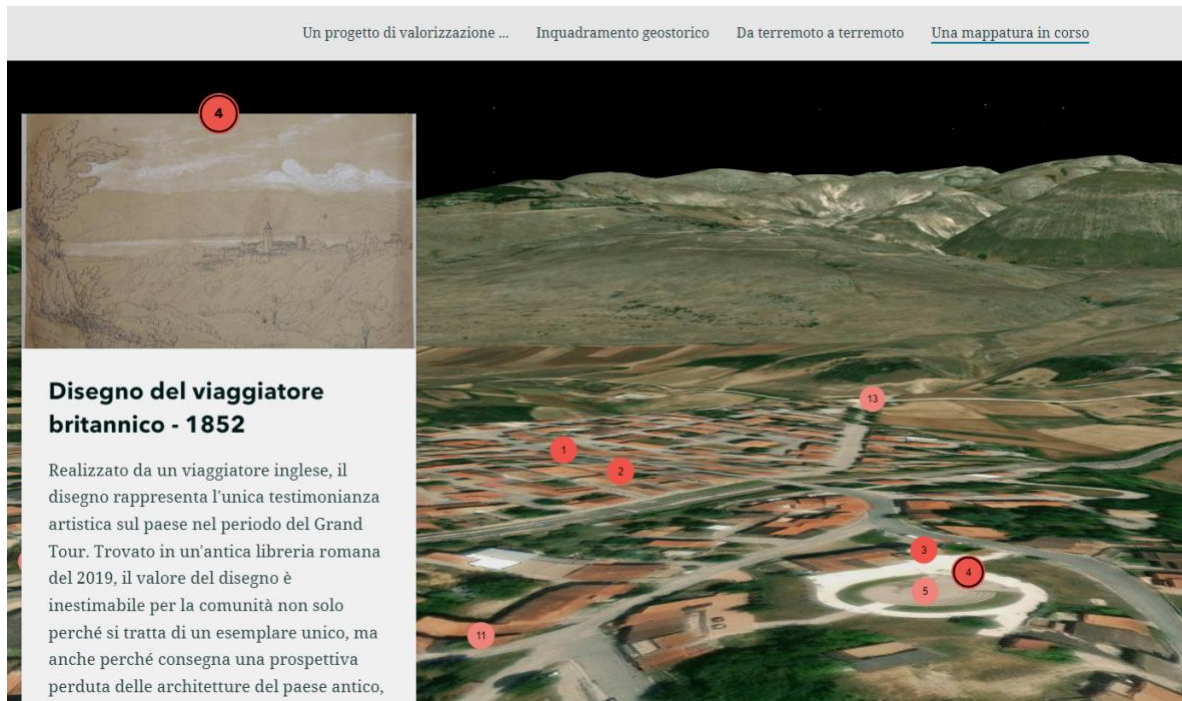 Un progetto di valorizzazione ... Inquadramento geostorico Da terremoto a terremoto Una mappatura in corso
4
Disegno del viaggiatore
britannico - 1852
Realizzato da un viaggiatore inglese, il
disegno rappresenta l'unica testimonianza
artistica sul paese nel periodo del Grand
Tour. Trovato in un'antica libreria romana
del 2019, il valore del disegno è
inestimabile per la comunità non solo
perché si tratta di un esemplare unico, ma
anche perché consegna una prospettiva
perduta delle architetture del paese antico,
13
1
2
3
4
5
11